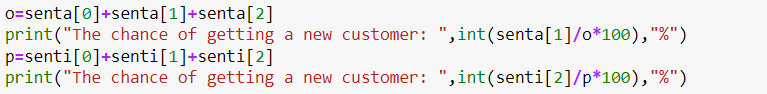 o=senta[0]+senta[1]+senta[2]
print("The chance of getting a new customer: ",int(senta[1]/o*100),"%")
p=senti[0]+senti[1]+senti[2]
print("The chance of getting a new customer: ",int(senti[2]/p*100),"%")